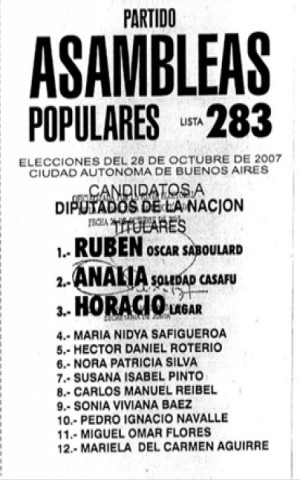 PARTIDO
ASAMBLEAS
POPULARES LISTA 283
ELECCIONES DEL 28 DE OCTUBRE DE 2007
CIUDAD AUTONOMA DE BUENOS AIRES
CANDIDATOS A
DIPUTADOS DE LA NACION
TITULARES
1.- RUBEN OSCAR SABOULARD
2.- ANALIA SOLEDAD CASAFU
3.- HORACIO LAGAR
4.- MARIA NIDYA SAFIGUEROA
5.- HECTOR DANIEL ROTERIO
6.- NORA PATRICIA SILVA
7.- SUSANA ISABEL PINTO
8.- CARLOS MANUEL REIBEL
9.- SONIA VIVIANA BAEZ
10.- PEDRO IGNACIO NAVALLE
11.- MIGUEL OMAR FLORES
12.- MARIELA DEL CARMEN AGUIRRE